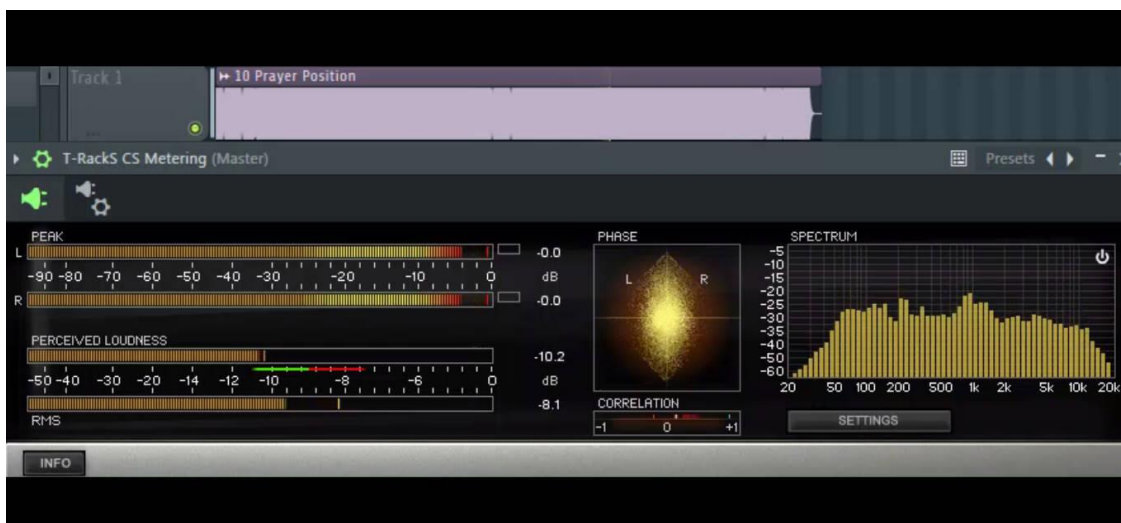 Track 1
10 Prayer Position
T-RackS CS Metering (Master)
Presets
PEAK
L
-0.0
-90 -80 -70 -60 -50 -40 -30 -20 -10 0 dB
R
-0.0
PERCEIVED LOUDNESS
-10.2
-50 -40 -30 -20 -14 -12 -10 -8 -6 0 dB
-8.1
RMS
PHASE
L R
CORRELATION
-1 0 +1
SPECTRUM
-5
-10
-15
-20
-25
-30
-35
-40
-50
-60
20 50 100 200 500 1k 2k 5k 10k 20k
SETTINGS
INFO